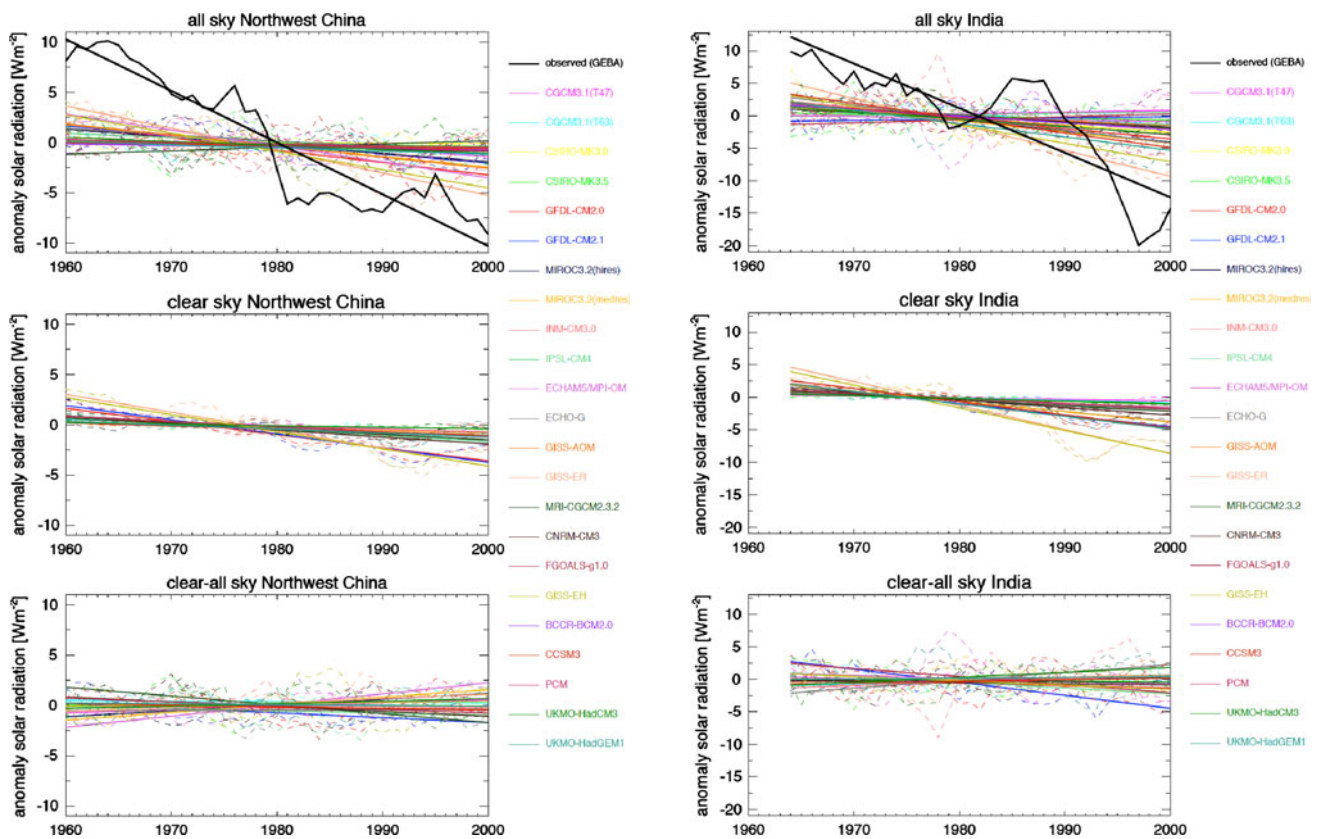 all sky Northwest China
anomaly solar radiation [Wm-2]
10
5
0
-5
-10
1960 1970 1980 1990 2000
clear sky Northwest China
anomaly solar radiation [Wm-2]
10
5
0
-5
-10
1960 1970 1980 1990 2000
clear-all sky Northwest China
anomaly solar radiation [Wm-2]
10
5
0
-5
-10
1960 1970 1980 1990 2000
observed (GEBA)
CGCM3.1(T47)
CGCM3.1(T63)
CSIRO-MK3.0
CSIRO-MK3.5
GFDL-CM2.0
GFDL-CM2.1
MIROC3.2(hires)
MIROC3.2(medres)
INM-CM3.0
IPSL-CM4
ECHAM5/MPI-OM
ECHO-G
GISS-AOM
GISS-ER
MRI-CGCM2.3.2
CNRM-CM3
FGOALS-g1.0
GISS-EH
BCCR-BCM2.0
CCSM3
PCM
UKMO-HadCM3
UKMO-HadGEM1
all sky India
anomaly solar radiation [Wm-2]
10
5
0
-5
-10
-15
-20
1960 1970 1980 1990 2000
clear sky India
anomaly solar radiation [Wm-2]
10
5
0
-5
-10
-15
-20
1960 1970 1980 1990 2000
clear-all sky India
anomaly solar radiation [Wm-2]
10
5
0
-5
-10
-15
-20
1960 1970 1980 1990 2000
observed (GEBA)
CGCM3.1(T47)
CGCM3.1(T63)
CSIRO-MK3.0
CSIRO-MK3.5
GFDL-CM2.0
GFDL-CM2.1
MIROC3.2(hires)
MIROC3.2(medres)
INM-CM3.0
IPSL-CM4
ECHAM5/MPI-OM
ECHO-G
GISS-AOM
GISS-ER
MRI-CGCM2.3.2
CNRM-CM3
FGOALS-g1.0
GISS-EH
BCCR-BCM2.0
CCSM3
PCM
UKMO-HadCM3
UKMO-HadGEM1